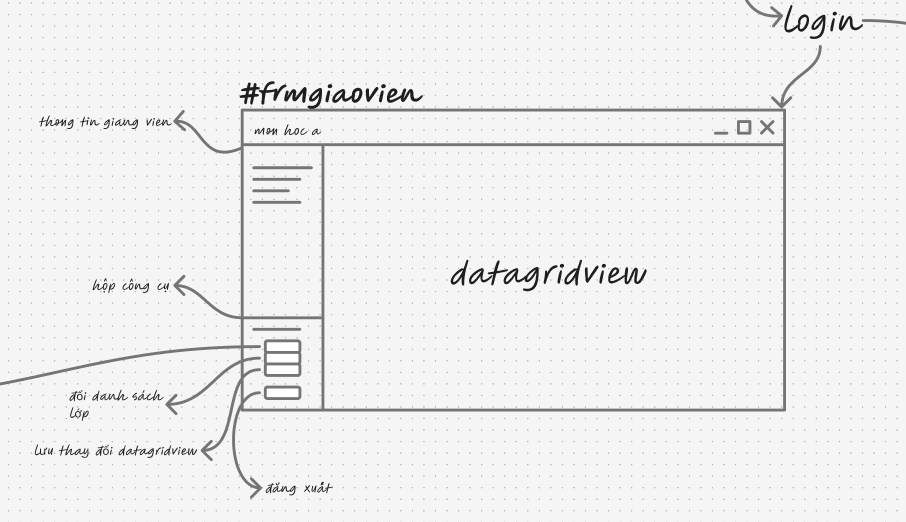 login
#frmgiaovien
thong tin giang vien
mon hoc a
datagridview
hộp công cụ
đổi danh sách
lớp
lưu thay đổi datagridview
đăng xuất